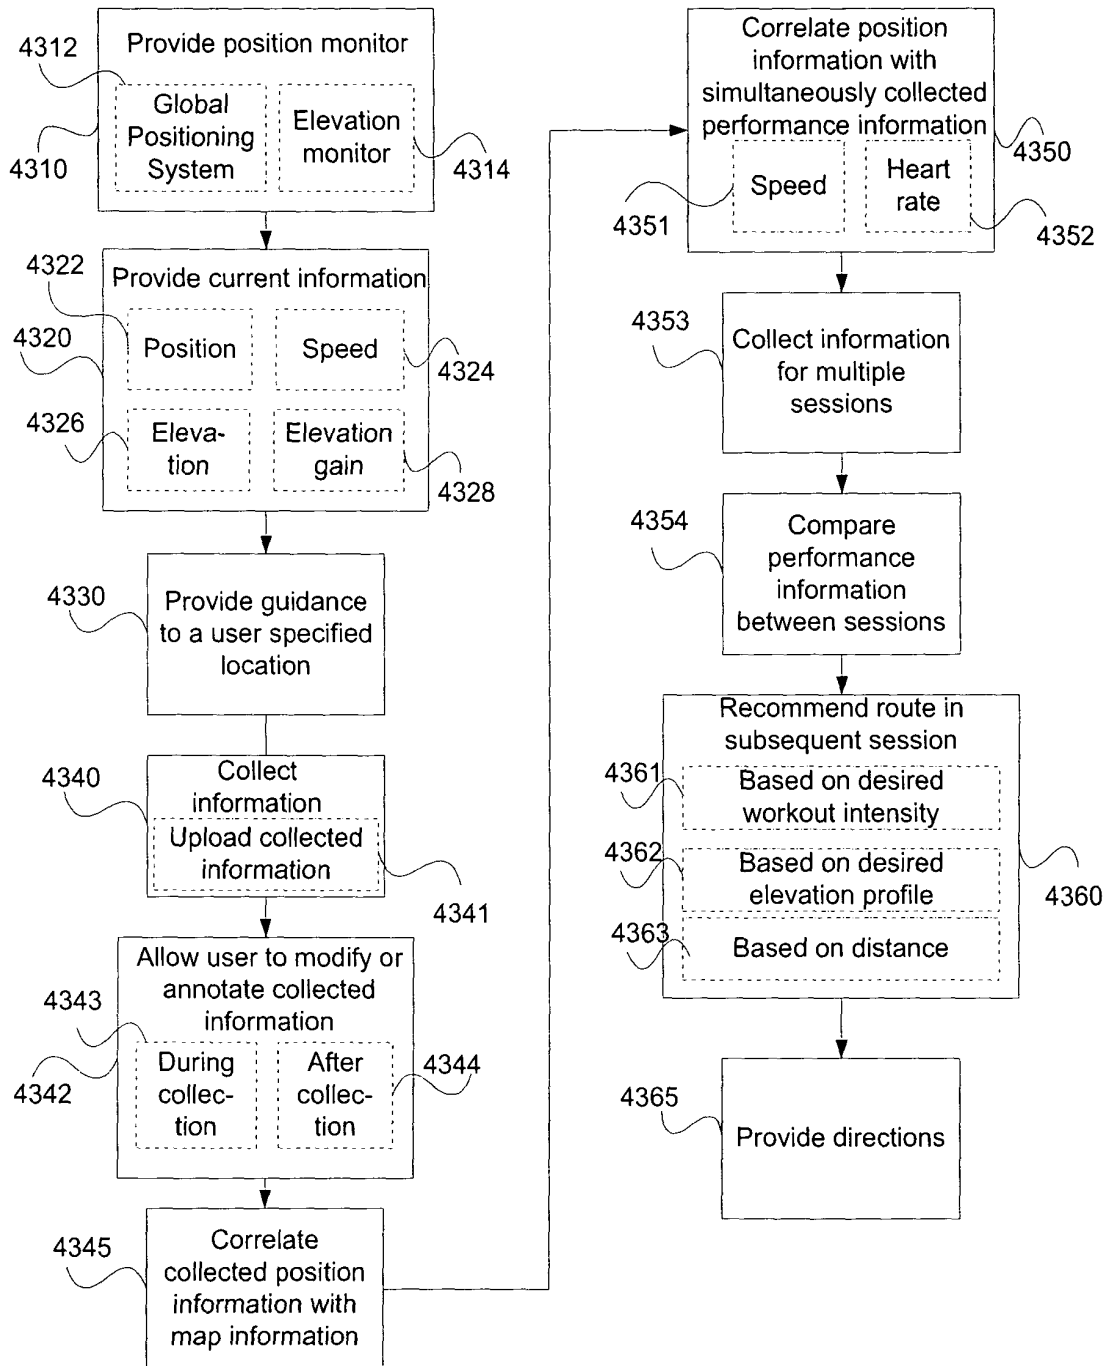 Provide position monitor
4312
Global
Positioning
System
Elevation
monitor
4310
4314
Provide current information
4322
4320
Position
Speed
4324
4326
Eleva-
tion
Elevation
gain
4328
4330
Provide guidance
to a user specified
location
4340
Collect
information
Upload collected
information
4341
Allow user to modify or
annotate collected
information
4343
4342
During
collec-
tion
After
collec-
tion
4344
4345
Correlate
collected position
information with
map information
Correlate position
information with
simultaneously collected
performance information
4350
4351
Speed
Heart
rate
4352
4353
Collect information
for multiple
sessions
4354
Compare
performance
information
between sessions
Recommend route in
subsequent session
4361
Based on desired
workout intensity
4362
Based on desired
elevation profile
4360
4363
Based on distance
4365
Provide directions